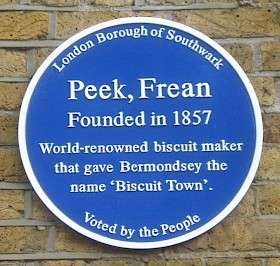 London Borough of Southwark
Peek, Frean
Founded in 1857
World-renowned biscuit maker
that gave Bermondsey the
name 'Biscuit Town'.
Voted by the People